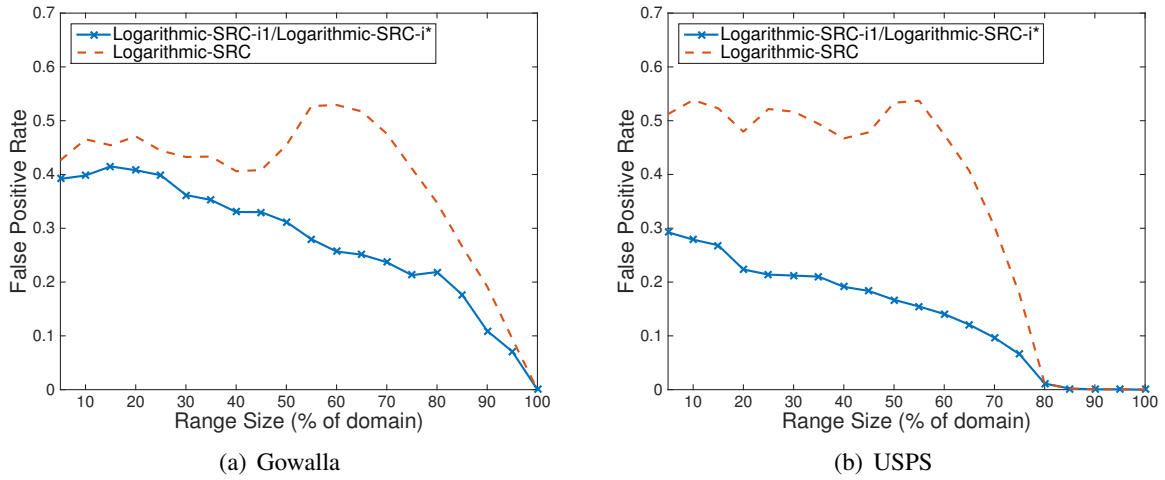 0.7
0.6
0.5
0.4
0.3
0.2
0.1
0
False Positive Rate
Logarithmic-SRC-i1/Logarithmic-SRC-i*
Logarithmic-SRC
10 20 30 40 50 60 70 80 90 100
Range Size (% of domain)
(a) Gowalla
0.7
0.6
0.5
0.4
0.3
0.2
0.1
0
False Positive Rate
Logarithmic-SRC-i1/Logarithmic-SRC-i*
Logarithmic-SRC
10 20 30 40 50 60 70 80 90 100
Range Size (% of domain)
(b) USPS